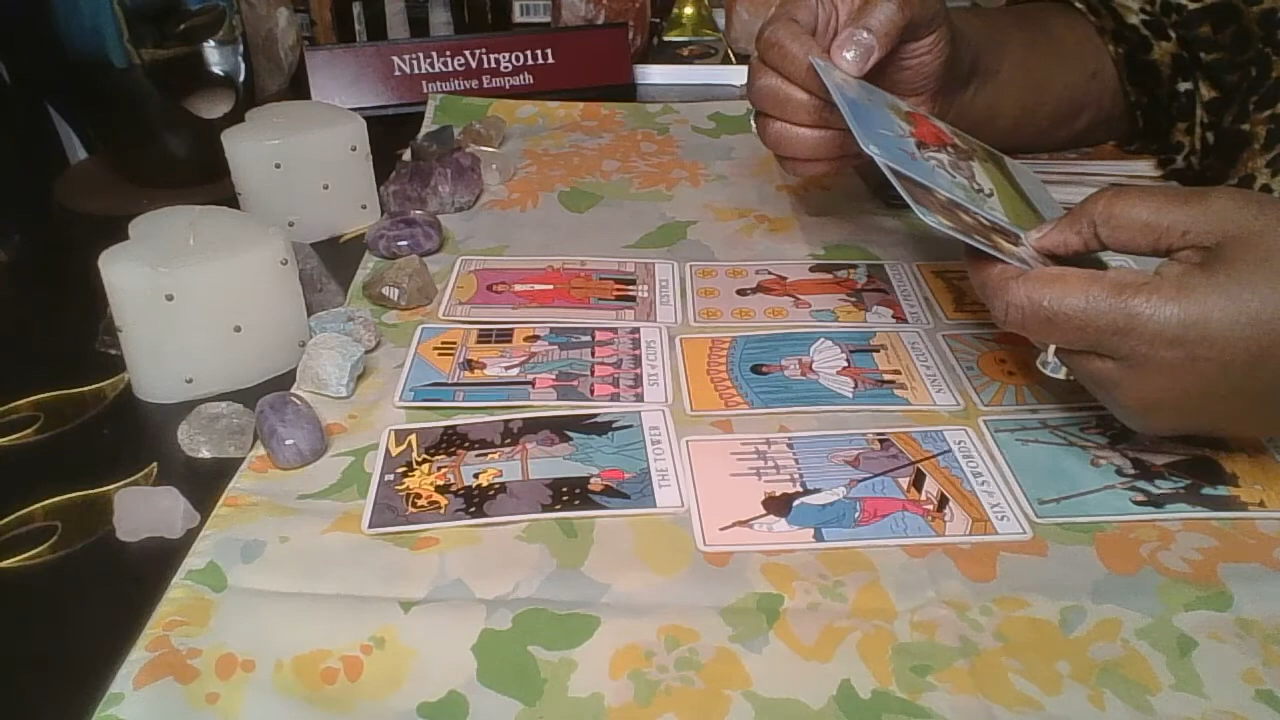 NikkieVirgo111
Intuitive Empath
JUSTICE
SIX of PENTACLES
SIX of CUPS
NINE of CUPS
THE TOWER
SIX of SWORDS